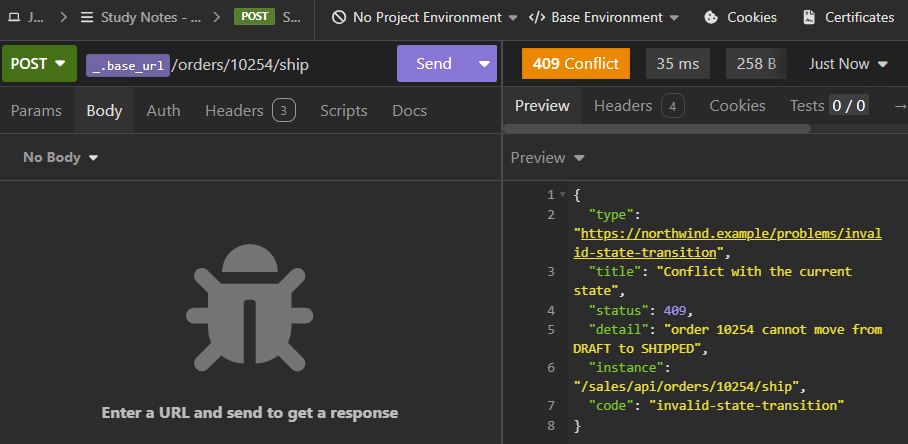 J... > Study Notes - ... > POST S... No Project Environment Base Environment Cookies Certificates
POST _.base_url/orders/10254/ship Send 409 Conflict 35 ms 258 B Just Now
Params Body Auth Headers 3 Scripts Docs Preview Headers 4 Cookies Tests 0 / 0 →
No Body
Preview
Enter a URL and send to get a response
1 {
2 "type":
"https://northwind.example/problems/inval
id-state-transition",
3 "title": "Conflict with the current
state",
4 "status": 409,
5 "detail": "order 10254 cannot move from
DRAFT to SHIPPED",
6 "instance":
"/sales/api/orders/10254/ship",
7 "code": "invalid-state-transition"
8 }